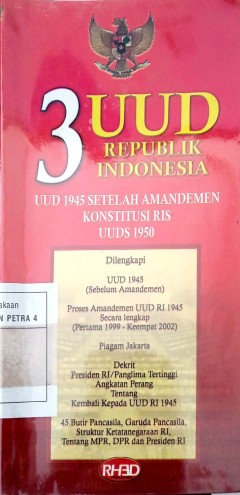 3 UUD
REPUBLIK
INDONESIA
UUD 1945 SETELAH AMANDEMEN
KONSTITUSI RIS
UUDS 1950
Dilengkapi
UUD 1945
(Sebelum Amandemen)
Proses Amandemen UUD RI 1945
Secara lengkap
(Pertama 1999 - Keempat 2002)
Piagam Jakarta
Dekrit
Presiden RI/Panglima Tertinggi
Angkatan Perang
Tentang
Kembali Kepada UUD RI 1945
45 Butir Pancasila, Garuda Pancasila,
Struktur Ketatanegaraan RI,
Tentang MPR, DPR dan Presiden RI
akaan
N PETRA 4